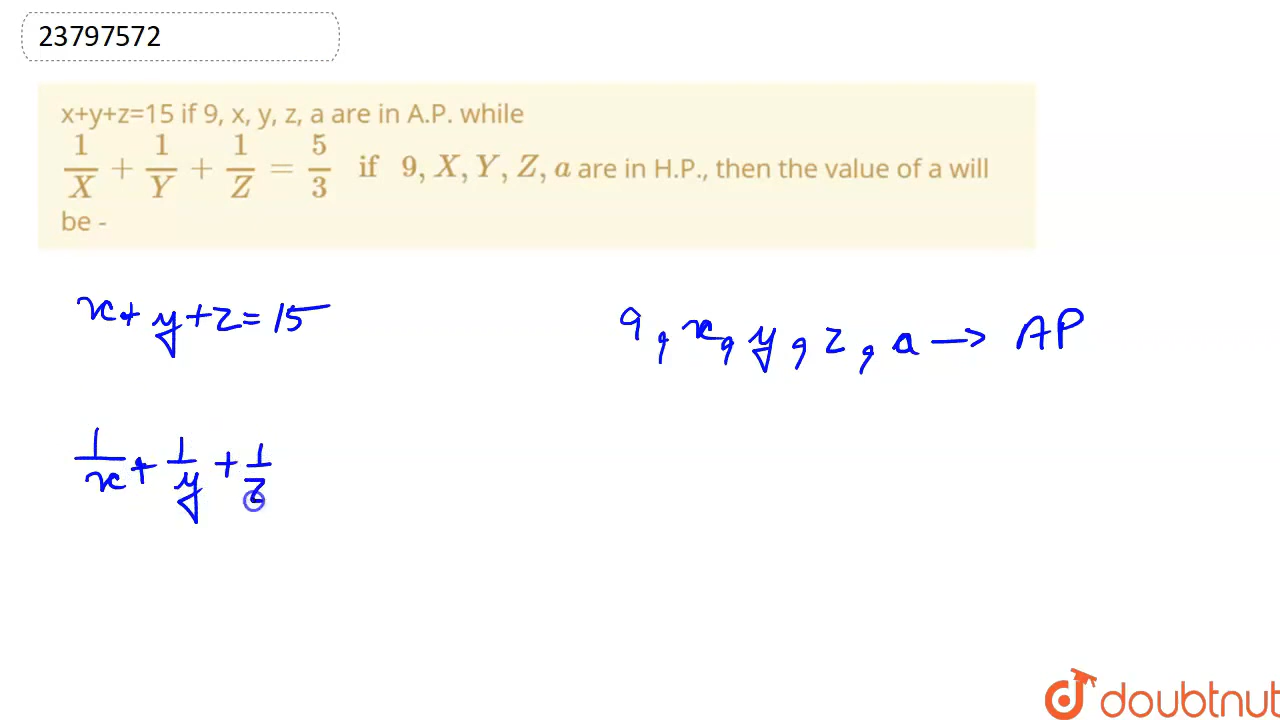 23797572
x+y+z=15 if 9, x, y, z, a are in A.P. while
1/X + 1/Y + 1/Z = 5/3 if 9, X, Y, Z, a are in H.P., then the value of a will
be -
x+y+z=15
9, x, y, z, a → AP
1/x + 1/y + 1/z
doubtnut